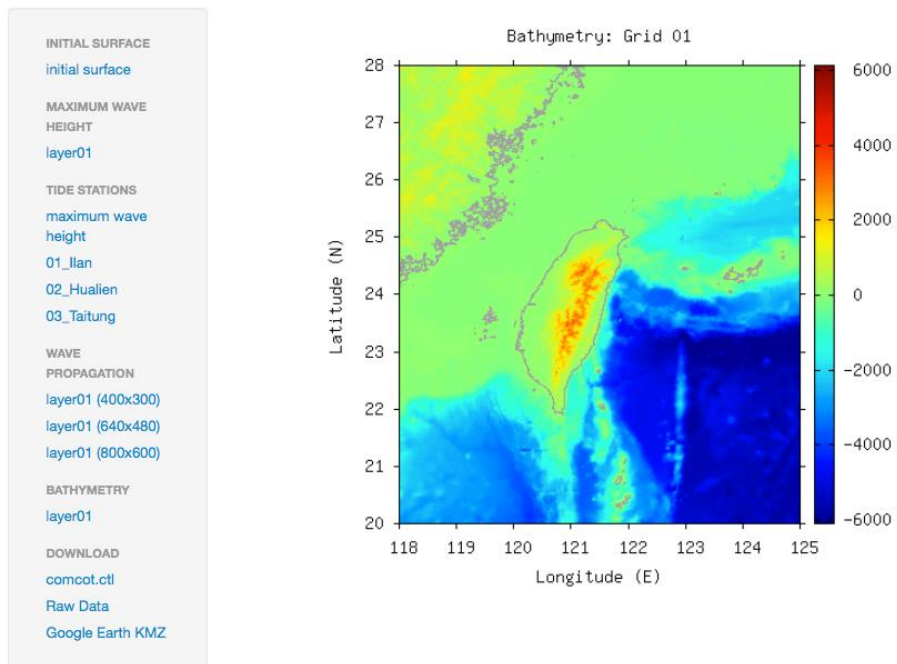 INITIAL SURFACE
initial surface
MAXIMUM WAVE
HEIGHT
layer01
TIDE STATIONS
maximum wave
height
01_Ilan
02_Hualien
03_Taitung
WAVE
PROPAGATION
layer01 (400x300)
layer01 (640x480)
layer01 (800x600)
BATHYMETRY
layer01
DOWNLOAD
comcot.ctl
Raw Data
Google Earth KMZ
Bathymetry: Grid 01
Latitude (N)
28
27
26
25
24
23
22
21
20
118 119 120 121 122 123 124 125
Longitude (E)
6000
4000
2000
0
-2000
-4000
-6000